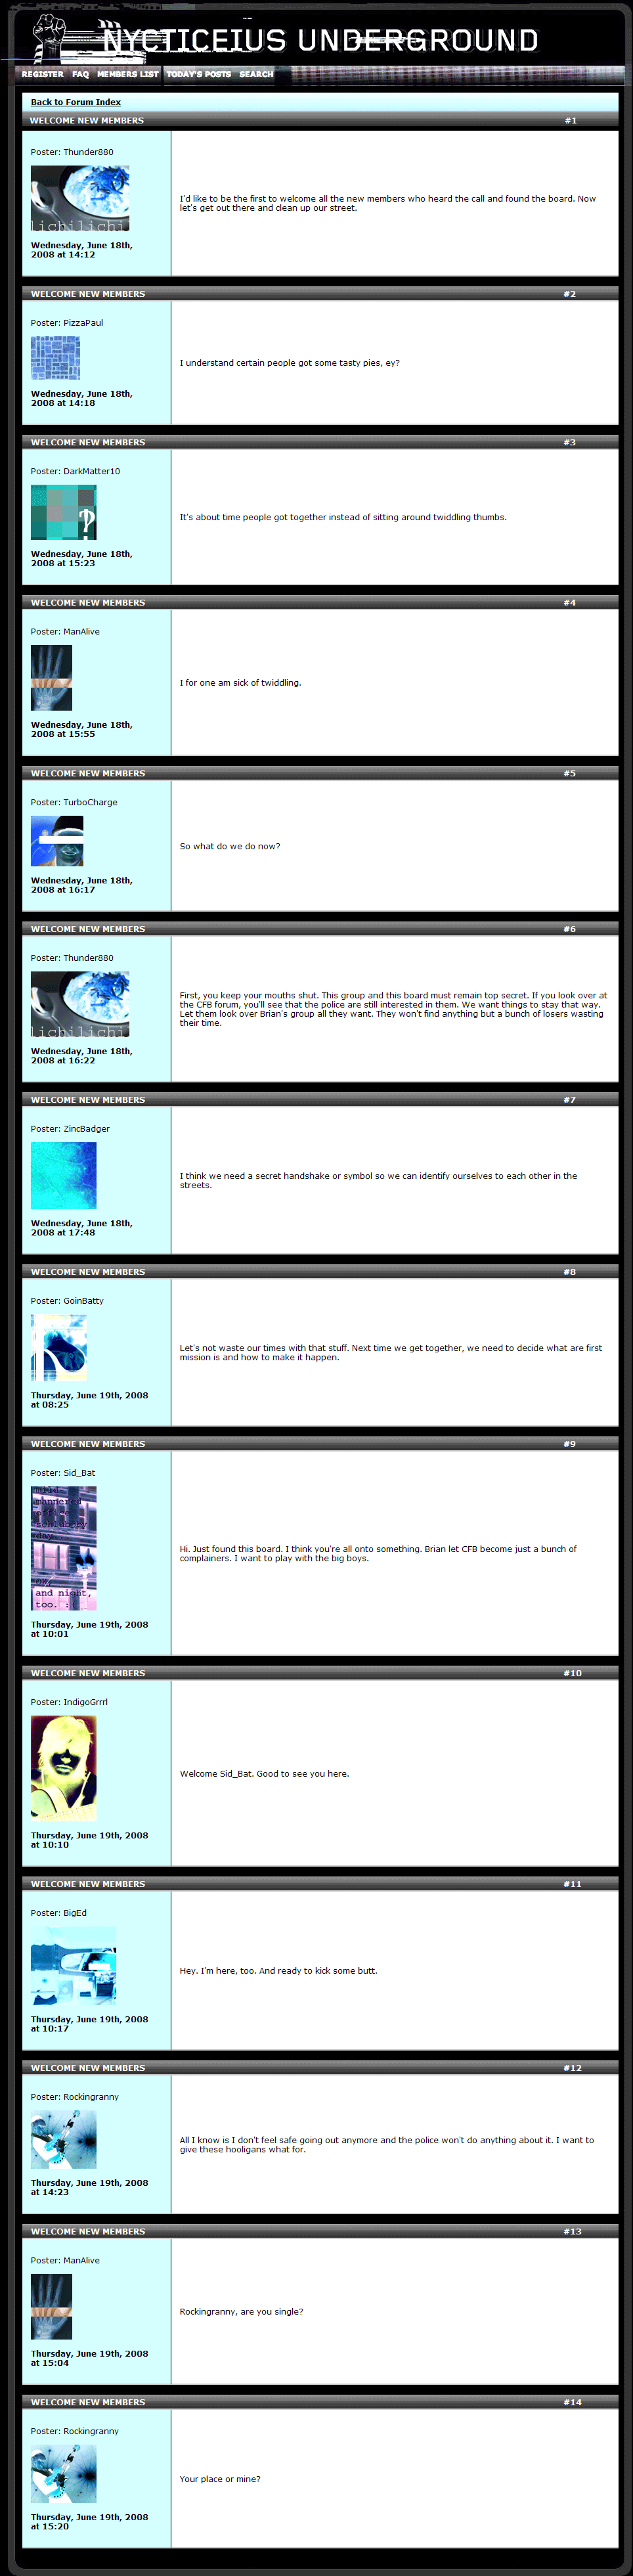 NYCTICEIUS UNDERGROUND
REGISTER FAQ MEMBERS LIST TODAY'S POSTS SEARCH
Back to Forum Index
WELCOME NEW MEMBERS #1
Poster: Thunder880
lichilichi
Wednesday, June 18th,
2008 at 14:12
I'd like to be the first to welcome all the new members who heard the call and found the board. Now
let's get out there and clean up our street.
WELCOME NEW MEMBERS #2
Poster: PizzaPaul
Wednesday, June 18th,
2008 at 14:18
I understand certain people got some tasty pies, ey?
WELCOME NEW MEMBERS #3
Poster: DarkMatter10
Wednesday, June 18th,
2008 at 15:23
It's about time people got together instead of sitting around twiddling thumbs.
WELCOME NEW MEMBERS #4
Poster: ManAlive
Wednesday, June 18th,
2008 at 15:55
I for one am sick of twiddling.
WELCOME NEW MEMBERS #5
Poster: TurboCharge
Wednesday, June 18th,
2008 at 16:17
So what do we do now?
WELCOME NEW MEMBERS #6
Poster: Thunder880
lichilichi
Wednesday, June 18th,
2008 at 16:22
First, you keep your mouths shut. This group and this board must remain top secret. If you look over at
the CFB forum, you'll see that the police are still interested in them. We want things to stay that way.
Let them look over Brian's group all they want. They won't find anything but a bunch of losers wasting
their time.
WELCOME NEW MEMBERS #7
Poster: ZincBadger
Wednesday, June 18th,
2008 at 17:48
I think we need a secret handshake or symbol so we can identify ourselves to each other in the
streets.
WELCOME NEW MEMBERS #8
Poster: GoinBatty
Thursday, June 19th, 2008
at 08:25
Let's not waste our times with that stuff. Next time we get together, we need to decide what are first
mission is and how to make it happen.
WELCOME NEW MEMBERS #9
Poster: Sid_Bat
and night,
too. :(
Thursday, June 19th, 2008
at 10:01
Hi. Just found this board. I think you're all onto something. Brian let CFB become just a bunch of
complainers. I want to play with the big boys.
WELCOME NEW MEMBERS #10
Poster: IndigoGrrrl
Thursday, June 19th, 2008
at 10:10
Welcome Sid_Bat. Good to see you here.
WELCOME NEW MEMBERS #11
Poster: BigEd
Thursday, June 19th, 2008
at 10:17
Hey. I'm here, too. And ready to kick some butt.
WELCOME NEW MEMBERS #12
Poster: Rockingranny
Thursday, June 19th, 2008
at 14:23
All I know is I don't feel safe going out anymore and the police won't do anything about it. I want to
give these hooligans what for.
WELCOME NEW MEMBERS #13
Poster: ManAlive
Thursday, June 19th, 2008
at 15:04
Rockingranny, are you single?
WELCOME NEW MEMBERS #14
Poster: Rockingranny
Thursday, June 19th, 2008
at 15:20
Your place or mine?